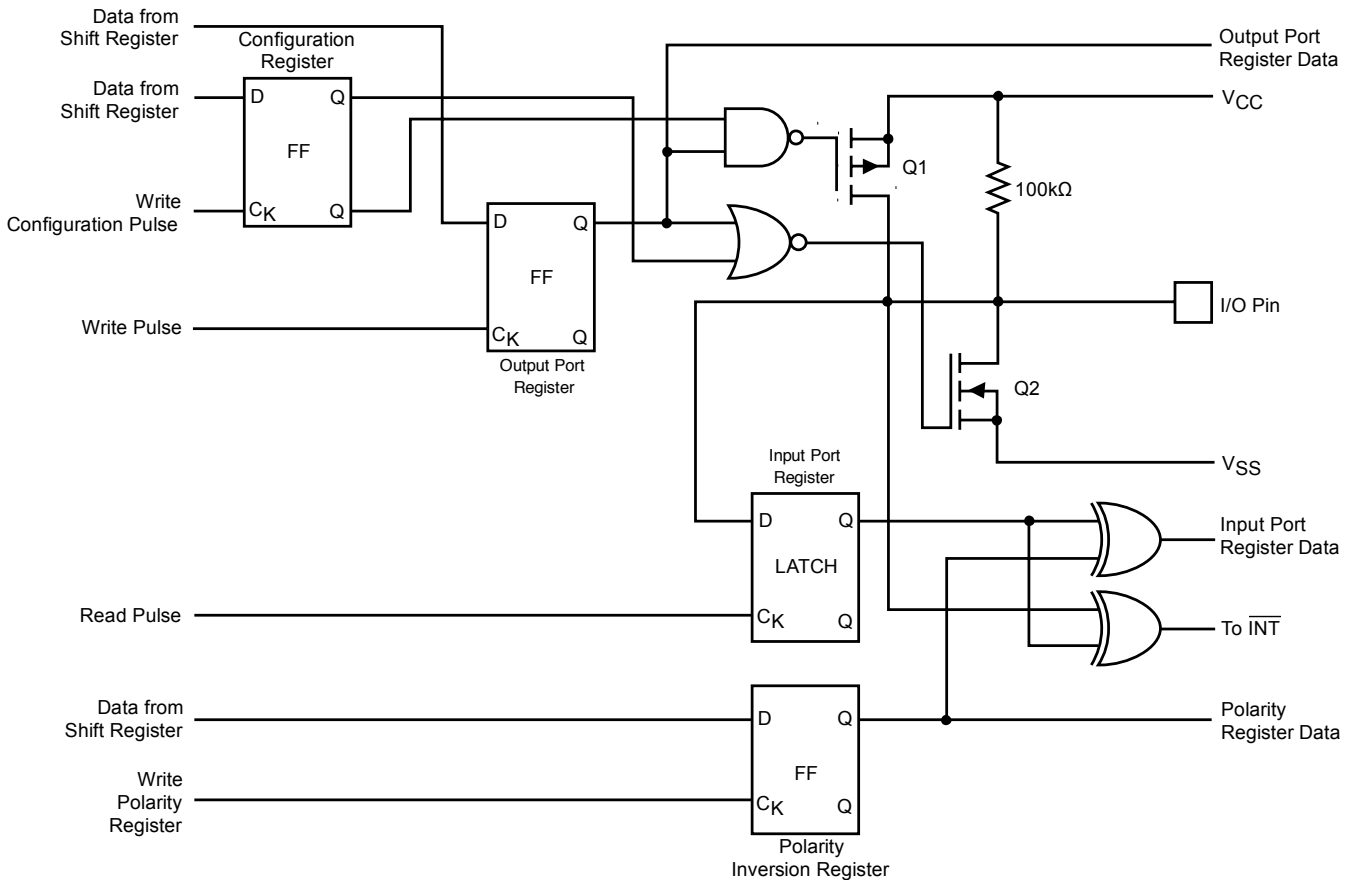 Data from
Shift Register
Configuration
Register
Output Port
Register Data
Data from
Shift Register
D
Q
VCC
FF
Q1
100kΩ
Write
Configuration Pulse
CK
Q
D
Q
FF
I/O Pin
Write Pulse
CK
Q
Output Port
Register
Q2
Input Port
Register
VSS
D
Q
Input Port
Register Data
LATCH
Read Pulse
CK
Q
To INT
Data from
Shift Register
D
Q
Polarity
Register Data
FF
Write
Polarity
Register
CK
Q
Polarity
Inversion Register